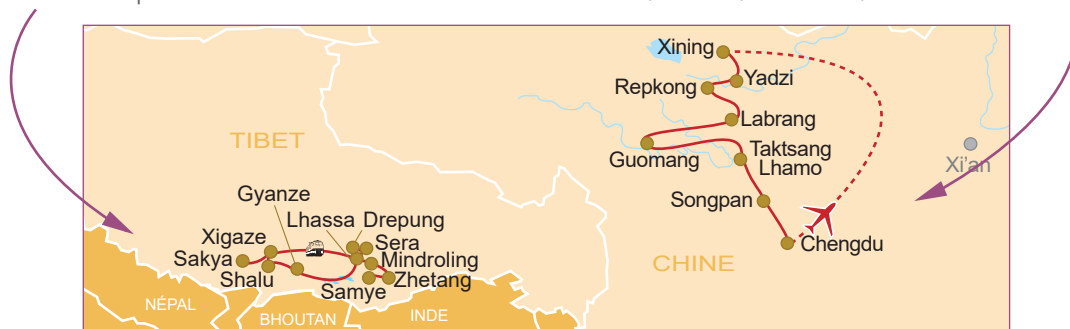 Xining
Yadzi
Repkong
Labrang
TIBET
Guomang
Taktsang
Lhamo
Xi'an
Gyanze
Songpan
Lhassa Drepung
Xigaze
Sera
Chengdu
Sakya
Mindroling
CHINE
Shalu
Samye
Zhetang
NÉPAL
BHOUTAN
INDE